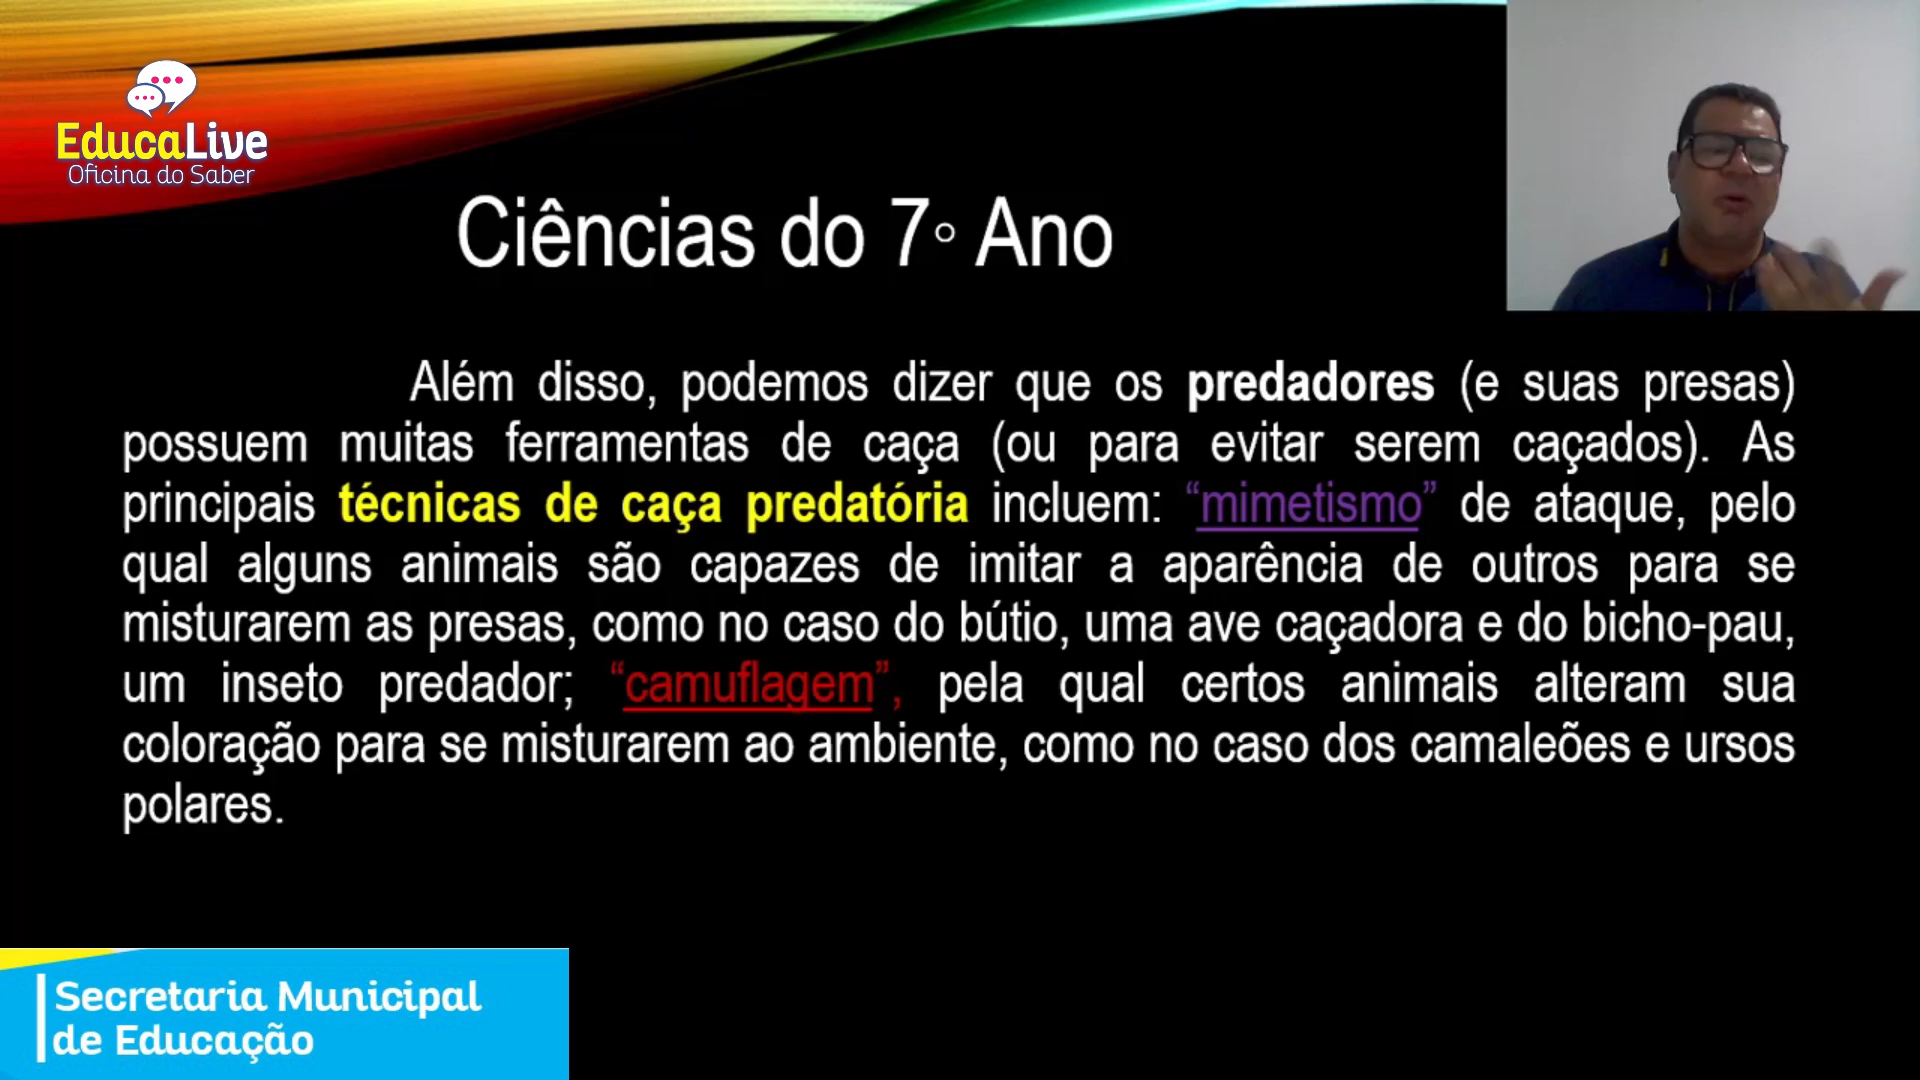 EducaLive
Oficina do Saber
Ciências do 7° Ano
Além disso, podemos dizer que os predadores (e suas presas)
possuem muitas ferramentas de caça (ou para evitar serem caçados). As
principais técnicas de caça predatória incluem: “mimetismo” de ataque, pelo
qual alguns animais são capazes de imitar a aparência de outros para se
misturarem as presas, como no caso do bútio, uma ave caçadora e do bicho-pau,
um inseto predador; “camuflagem”, pela qual certos animais alteram sua
coloração para se misturarem ao ambiente, como no caso dos camaleões e ursos
polares.
Secretaria Municipal
de Educação